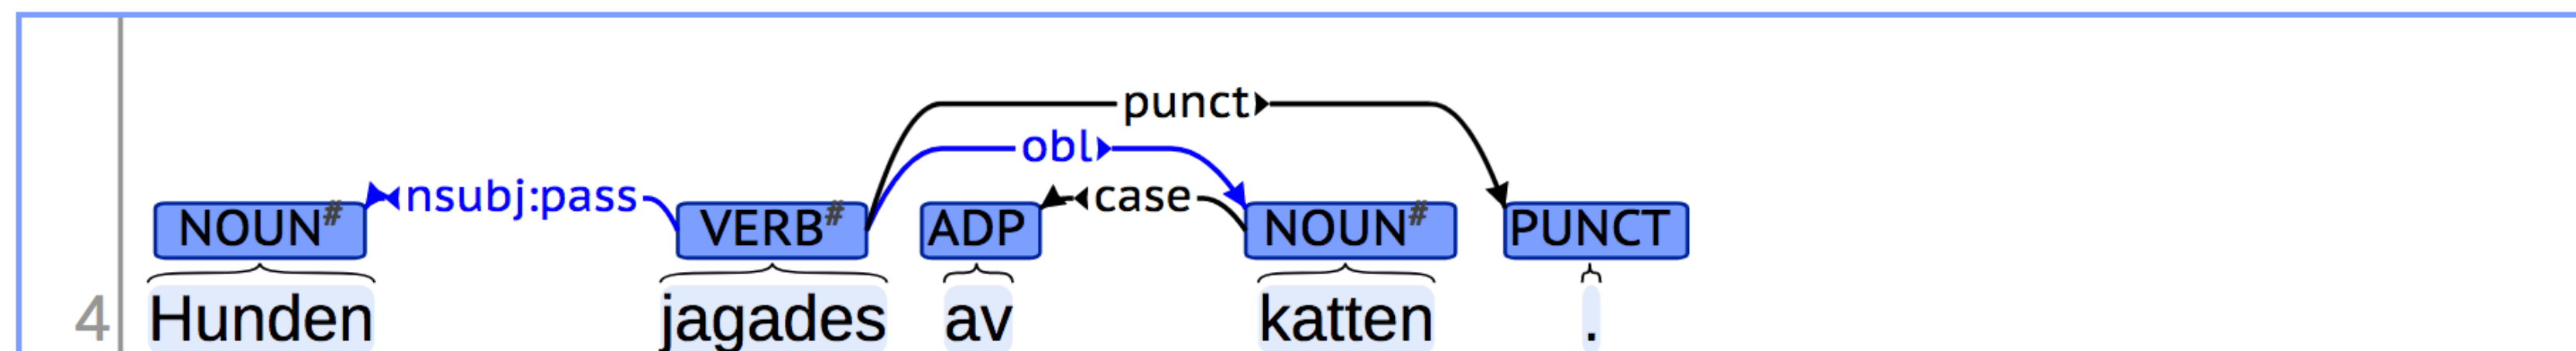 punct
obl
nsubj:pass case
NOUN# VERB# ADP NOUN# PUNCT
4 Hunden jagades av katten .